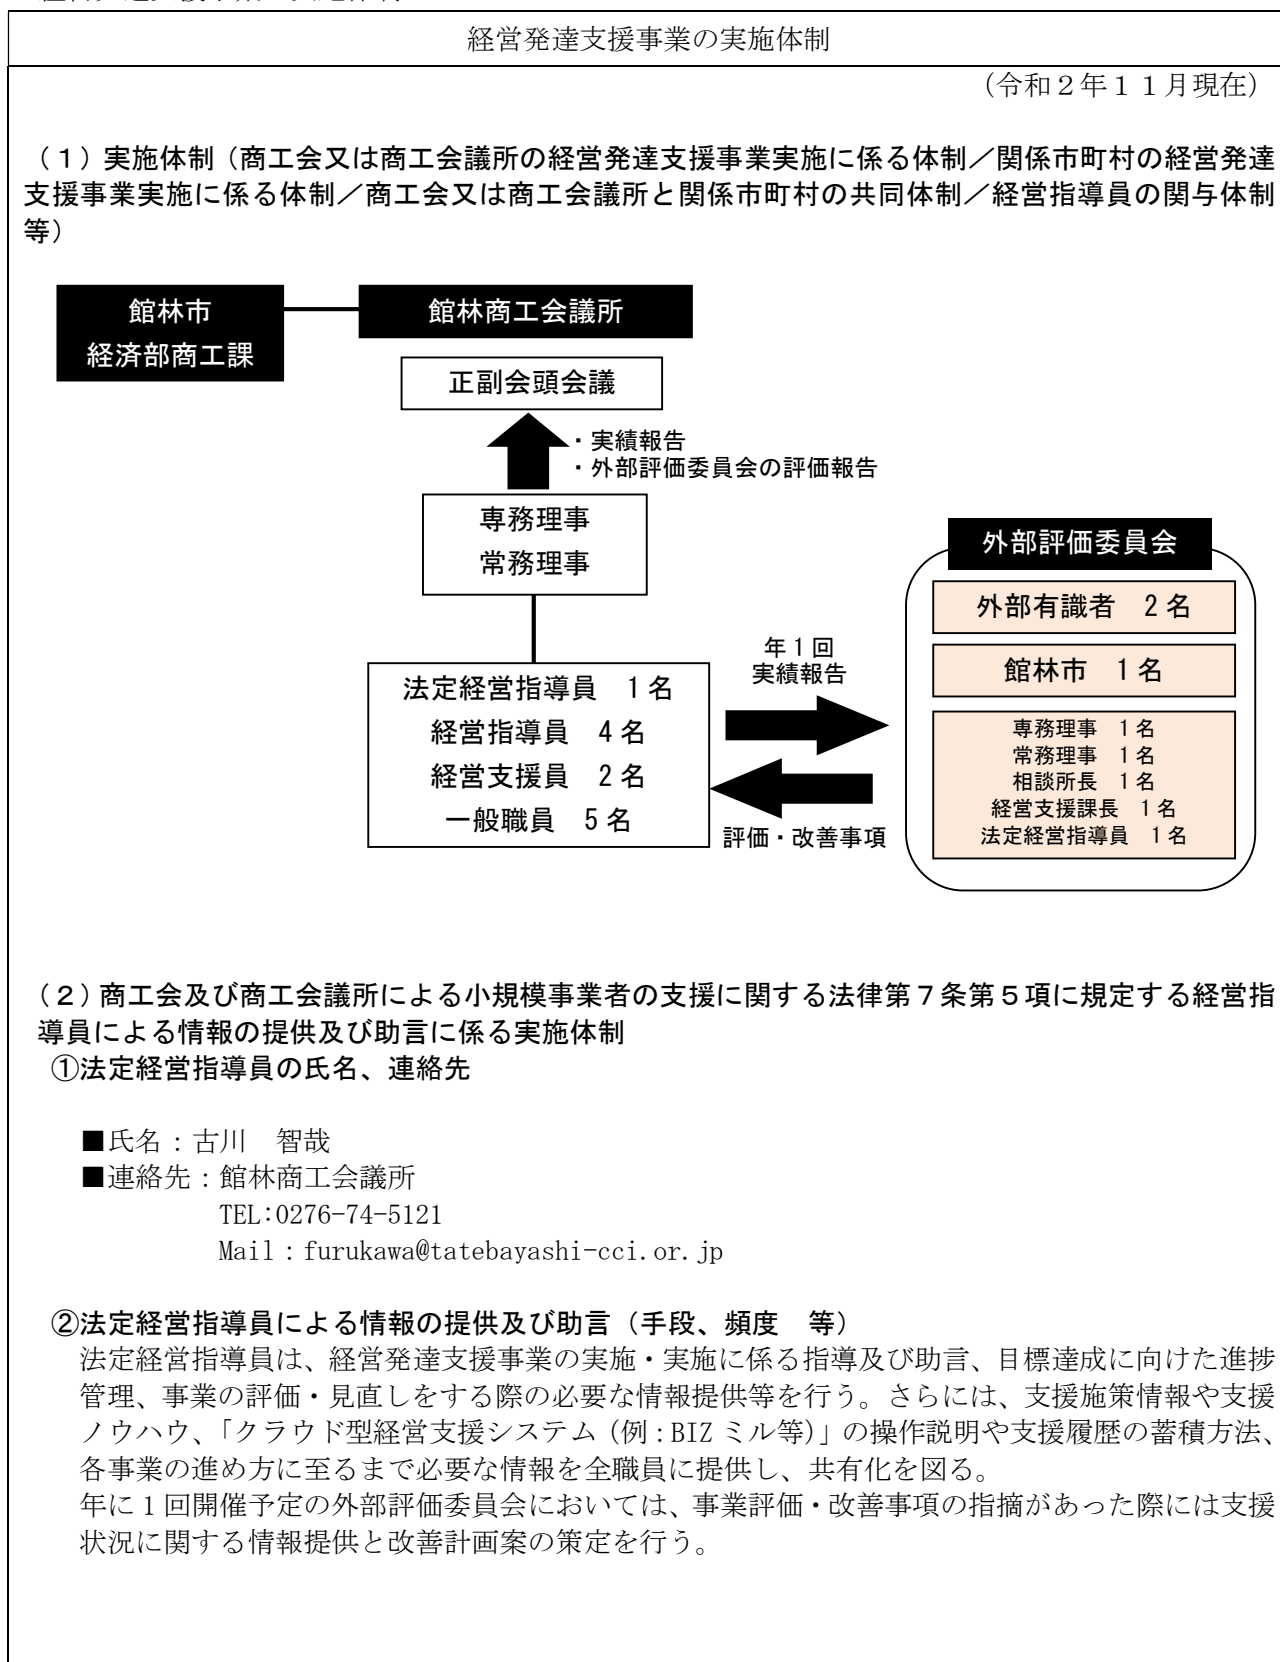 経営発達支援事業の実施体制
(令和2年11月現在)
(1)実施体制(商工会又は商工会議所の経営発達支援事業実施に係る体制/関係市町村の経営発達
支援事業実施に係る体制/商工会又は商工会議所と関係市町村の共同体制/経営指導員の関与体制
等)
館林市
経済部商工課
館林商工会議所
正副会頭会議
・実績報告
・外部評価委員会の評価報告
専務理事
常務理事
法定経営指導員 1名
経営指導員 4名
経営支援員 2名
一般職員 5名
年1回
実績報告
評価・改善事項
外部評価委員会
外部有識者 2名
館林市 1名
専務理事 1名
常務理事 1名
相談所長 1名
経営支援課長 1名
法定経営指導員 1名
(2)商工会及び商工会議所による小規模事業者の支援に関する法律第7条第5項に規定する経営指
導員による情報の提供及び助言に係る実施体制
①法定経営指導員の氏名、連絡先
■氏名:古川 智哉
■連絡先:館林商工会議所
TEL:0276-74-5121
Mail:furukawa@tatebayashi-cci.or.jp
②法定経営指導員による情報の提供及び助言(手段、頻度 等)
法定経営指導員は、経営発達支援事業の実施・実施に係る指導及び助言、目標達成に向けた進捗
管理、事業の評価・見直しをする際の必要な情報提供等を行う。さらには、支援施策情報や支援
ノウハウ、「クラウド型経営支援システム(例:BIZミル等)」の操作説明や支援履歴の蓄積方法、
各事業の進め方に至るまで必要な情報を全職員に提供し、共有化を図る。
年に1回開催予定の外部評価委員会においては、事業評価・改善事項の指摘があった際には支援
状況に関する情報提供と改善計画案の策定を行う。